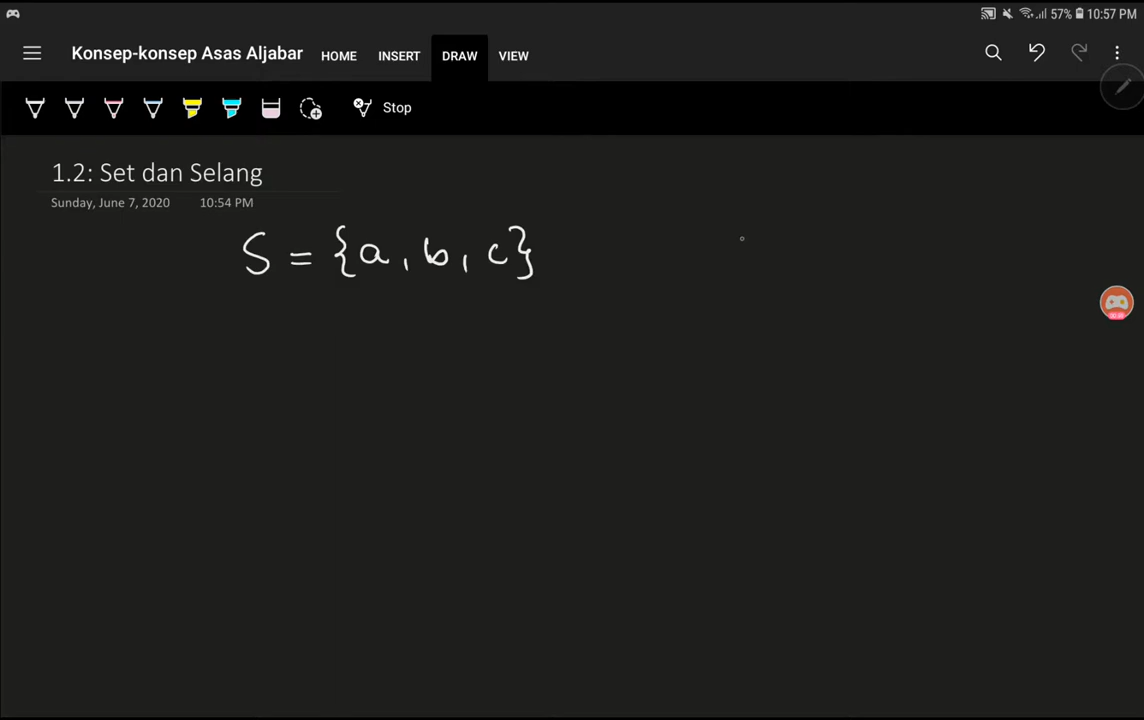 57% 10:57 PM
Konsep-konsep Asas Aljabar HOME INSERT DRAW VIEW
Stop
1.2: Set dan Selang
Sunday, June 7, 2020 10:54 PM
S = {a, b, c}